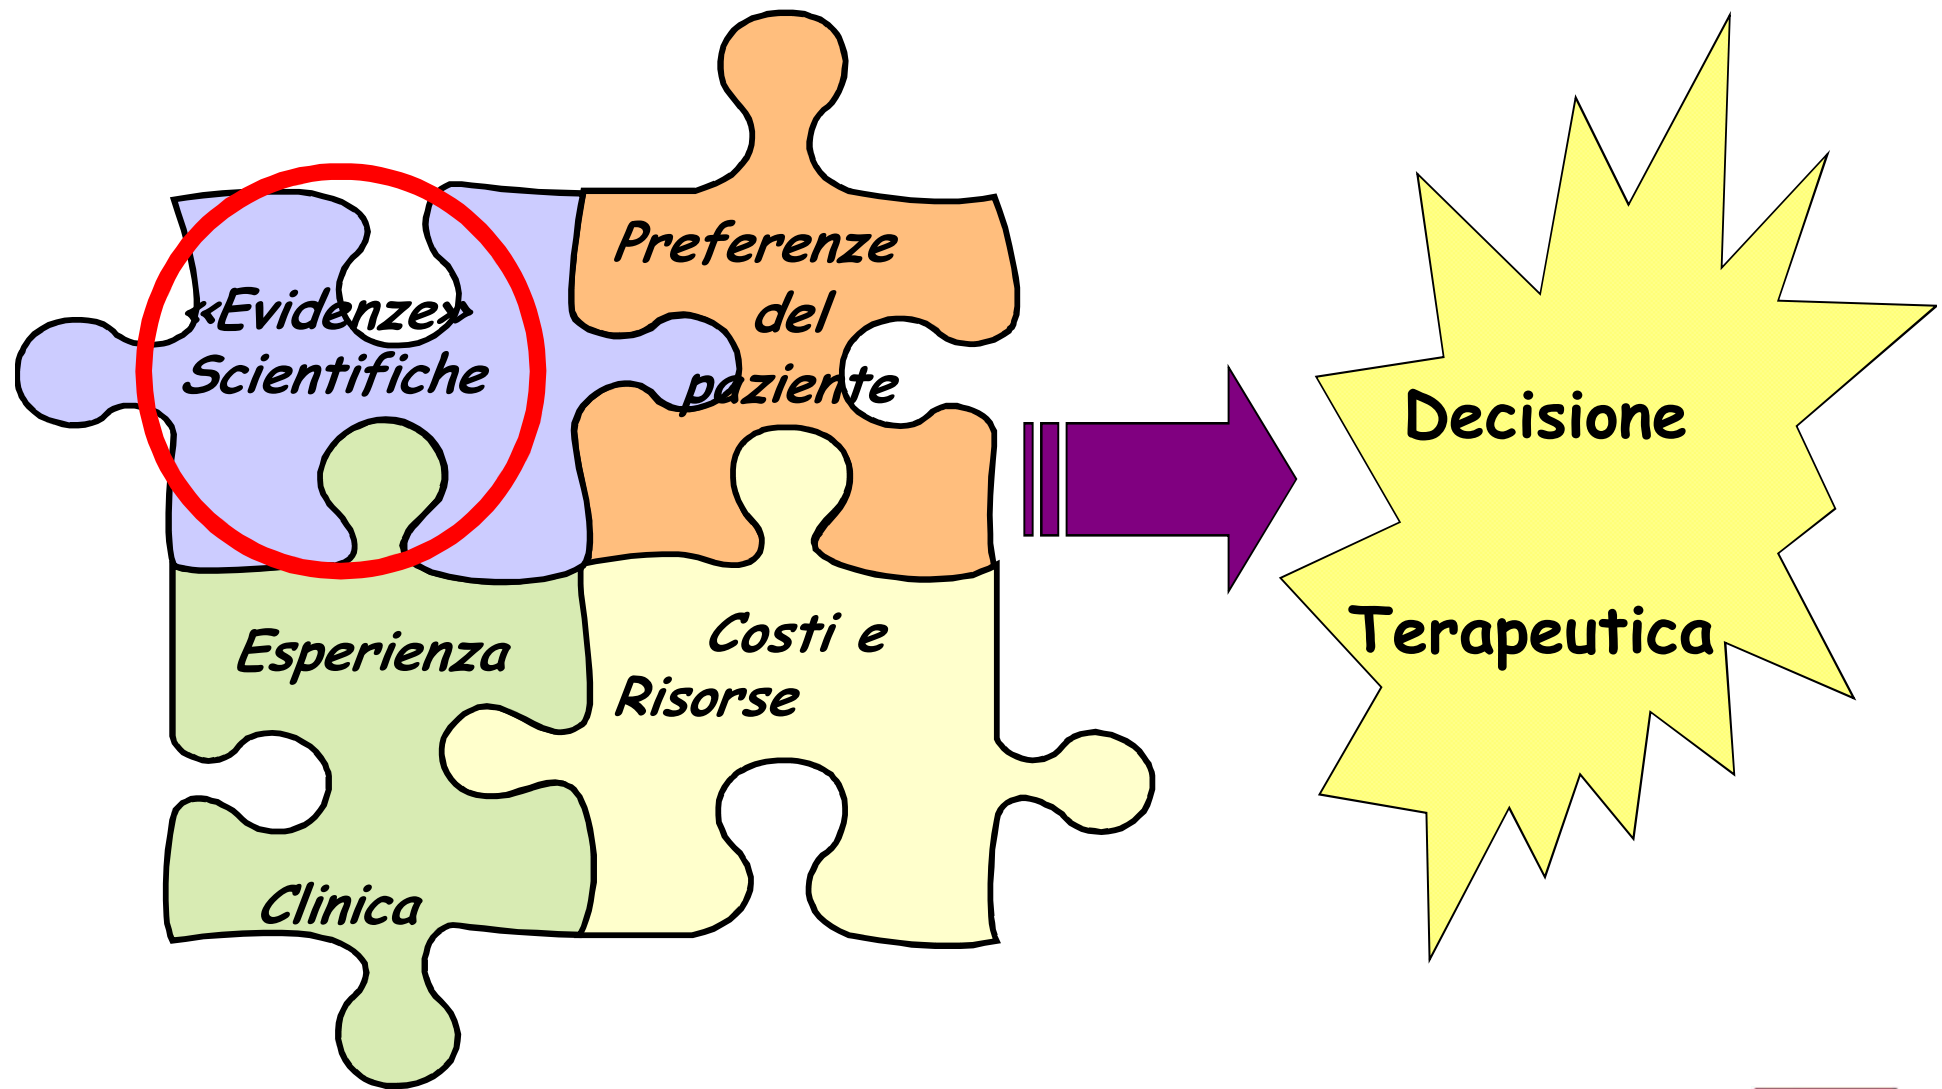 «Evidenze»
Scientifiche
Preferenze
del
paziente
Esperienza
Clinica
Costi e
Risorse
Decisione
Terapeutica